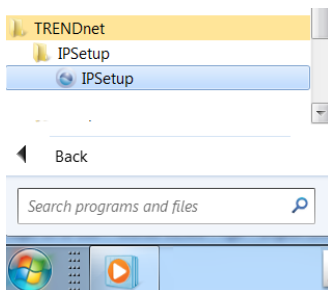 TRENDnet
IPSetup
IPSetup
Back
Search programs and files